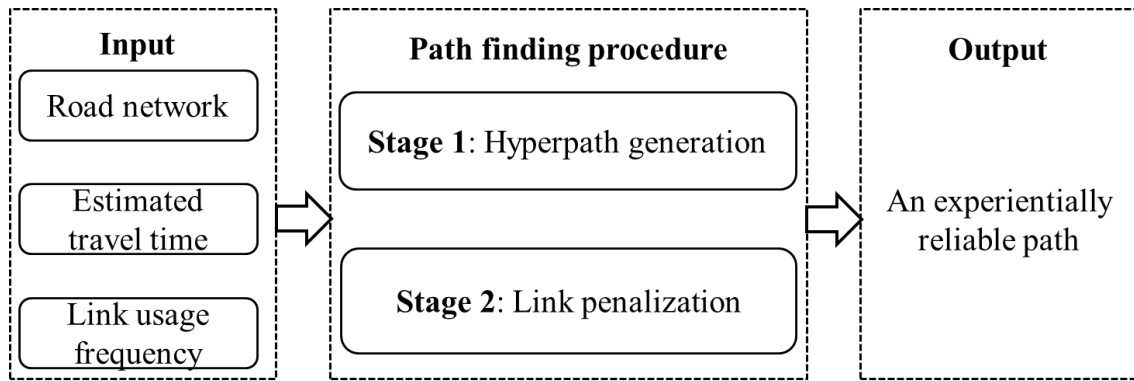 Input
Road network
Estimated
travel time
Link usage
frequency
Path finding procedure
Stage 1: Hyperpath generation
Stage 2: Link penalization
Output
An experientially
reliable path